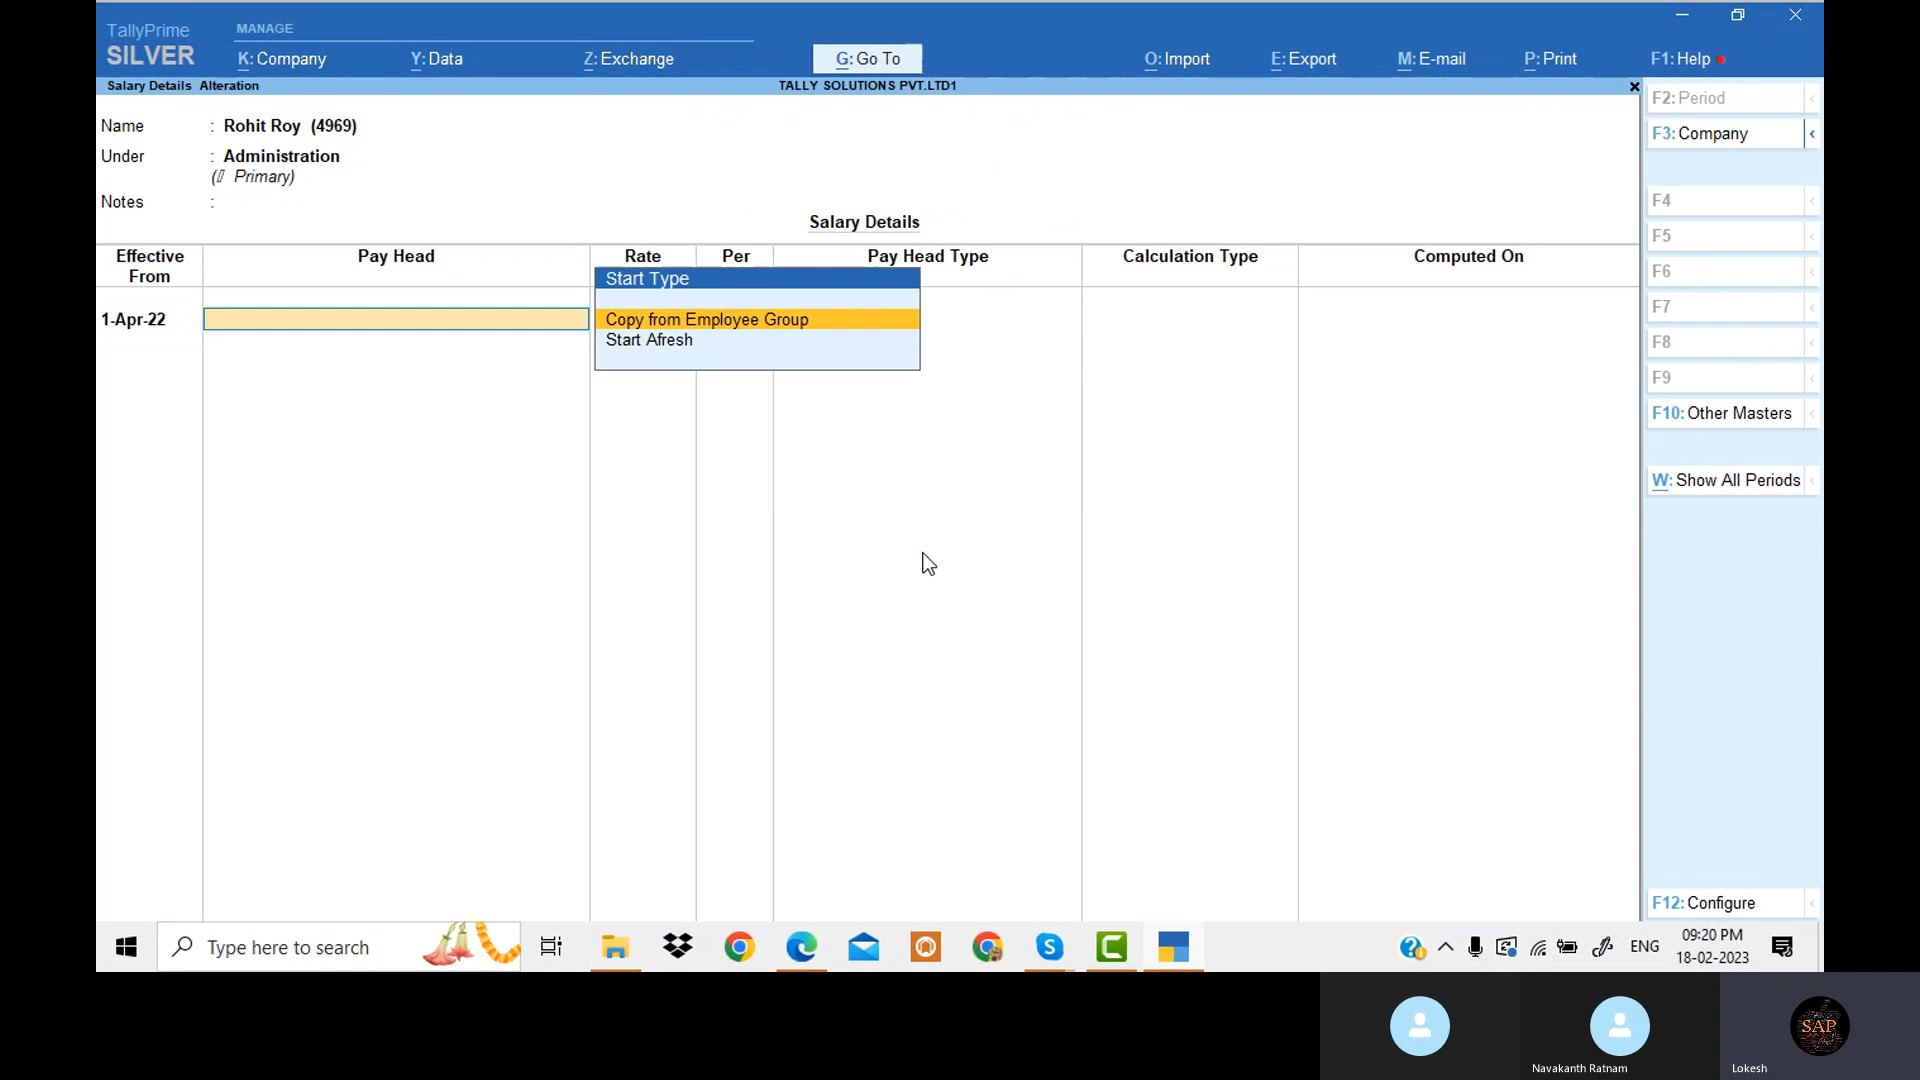 TallyPrime
SILVER
MANAGE
K: Company
Y: Data
Z: Exchange
G: Go To
O: Import
E: Export
M: E-mail
P: Print
F1: Help
Salary Details Alteration
TALLY SOLUTIONS PVT.LTD1
Name : Rohit Roy (4969)
Under : Administration
( Primary)
Notes :
Salary Details
Effective From
Pay Head
Rate
Per
Pay Head Type
Calculation Type
Computed On
1-Apr-22
Start Type
Copy from Employee Group
Start Afresh
F2: Period
F3: Company
F4
F5
F6
F7
F8
F9
F10: Other Masters
W: Show All Periods
F12: Configure
Type here to search
ENG
09:20 PM
18-02-2023
SAP
Navakanth Ratnam
Lokesh